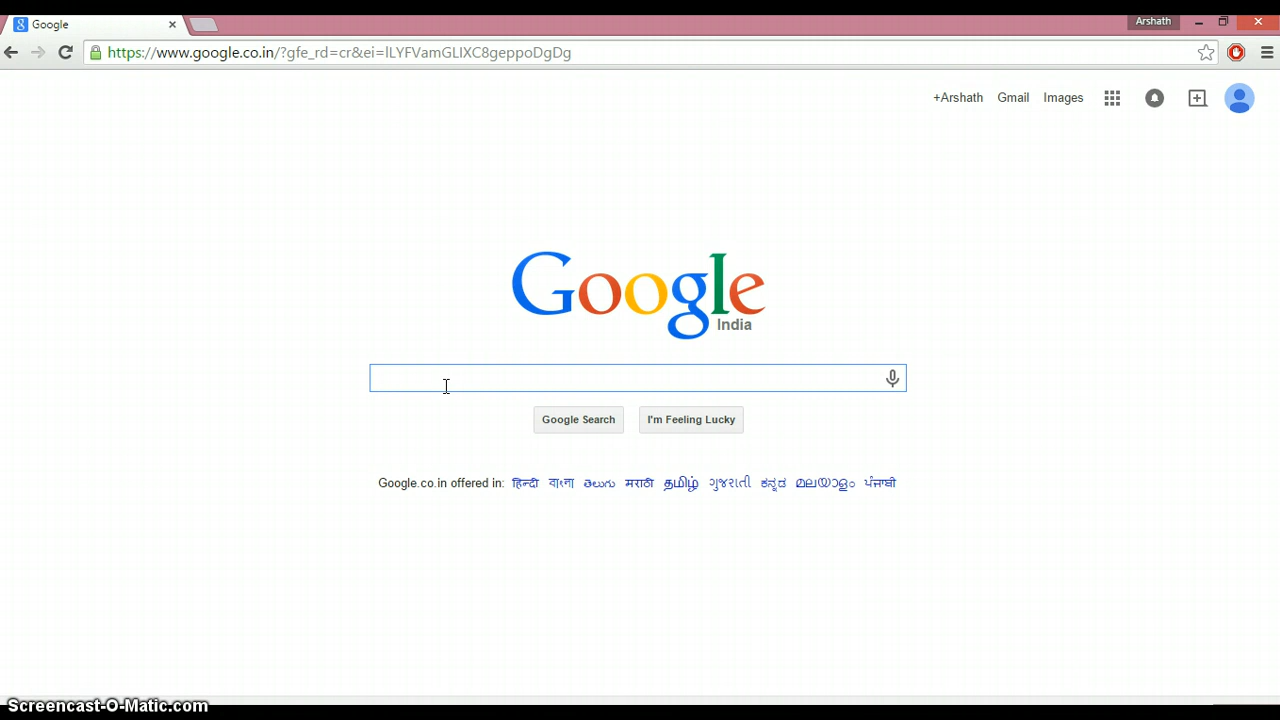 Google
Arshath
https://www.google.co.in/?gfe_rd=cr&ei=lLYFVamGLIXC8geppoDgDg
+Arshath Gmail Images
Google
India
Google Search I'm Feeling Lucky
Google.co.in offered in: हिन्दी বাংলা తెలుగు मराठी தமிழ் ગુજરાતી ಕನ್ನಡ മലയാളം ਪੰਜਾਬੀ
Screencast-O-Matic.com